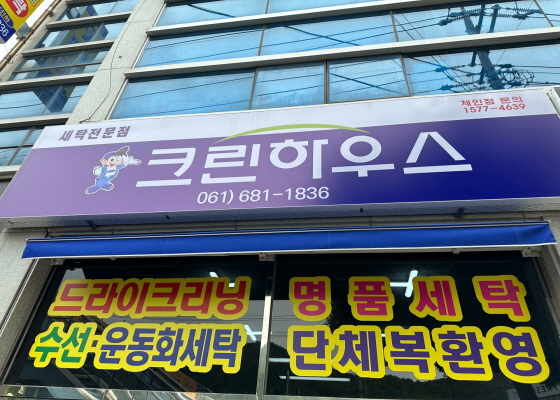 세탁전문점
체인점 문의
1577-4639
크린하우스
061) 681-1836
드라이크리닝
수선·운동화세탁
명품세탁
단체복환영